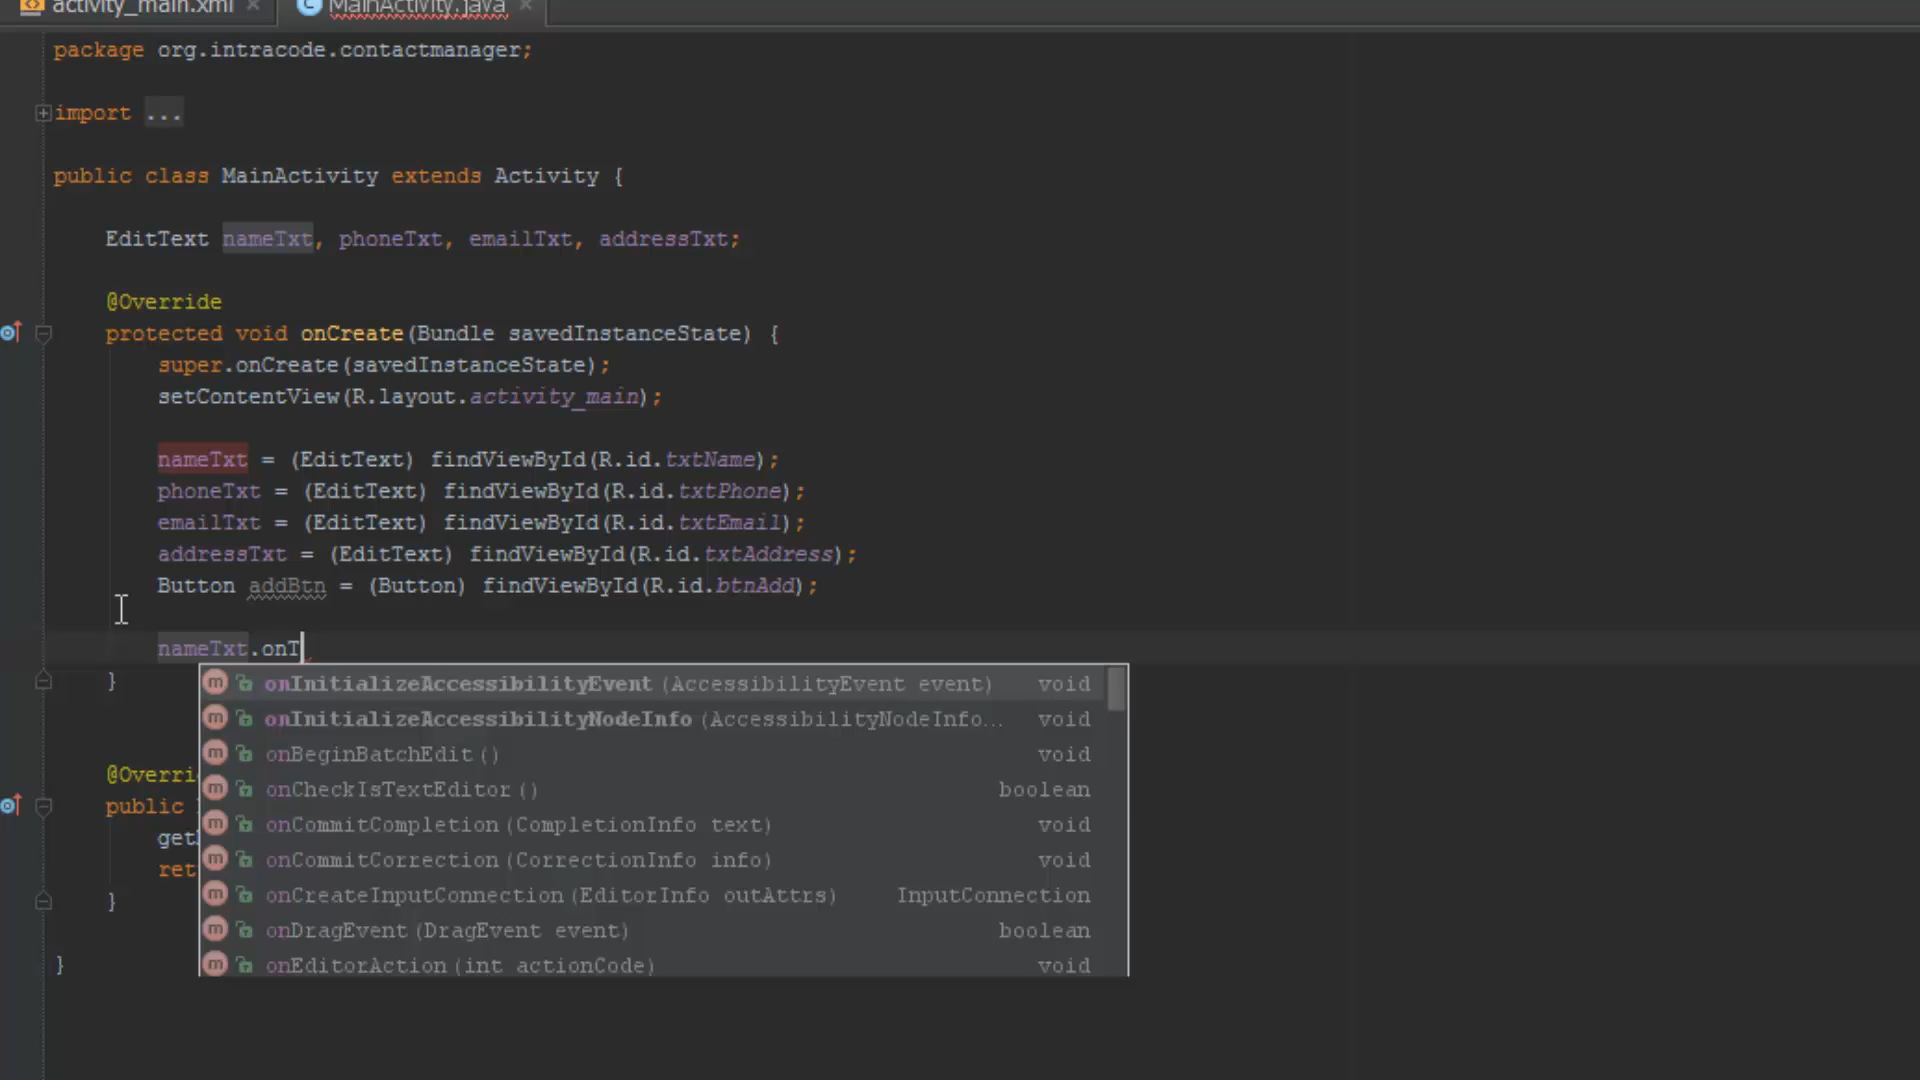 activity_main.xml MainActivity.java
package org.intracode.contactmanager;
import ...
public class MainActivity extends Activity {
EditText nameTxt, phoneTxt, emailTxt, addressTxt;
@Override
protected void onCreate(Bundle savedInstanceState) {
super.onCreate(savedInstanceState);
setContentView(R.layout.activity_main);
nameTxt = (EditText) findViewById(R.id.txtName);
phoneTxt = (EditText) findViewById(R.id.txtPhone);
emailTxt = (EditText) findViewById(R.id.txtEmail);
addressTxt = (EditText) findViewById(R.id.txtAddress);
Button addBtn = (Button) findViewById(R.id.btnAdd);
nameTxt.onT
} m onInitializeAccessibilityEvent(AccessibilityEvent event) void
m onInitializeAccessibilityNodeInfo(AccessibilityNodeInfo... void
m onBeginBatchEdit() void
@Overri m onCheckIsTextEditor() boolean
public m onCommitCompletion(CompletionInfo text) void
get m onCommitCorrection(CorrectionInfo info) void
ret m onCreateInputConnection(EditorInfo outAttrs) InputConnection
} m onDragEvent(DragEvent event) boolean
} m onEditorAction(int actionCode) void